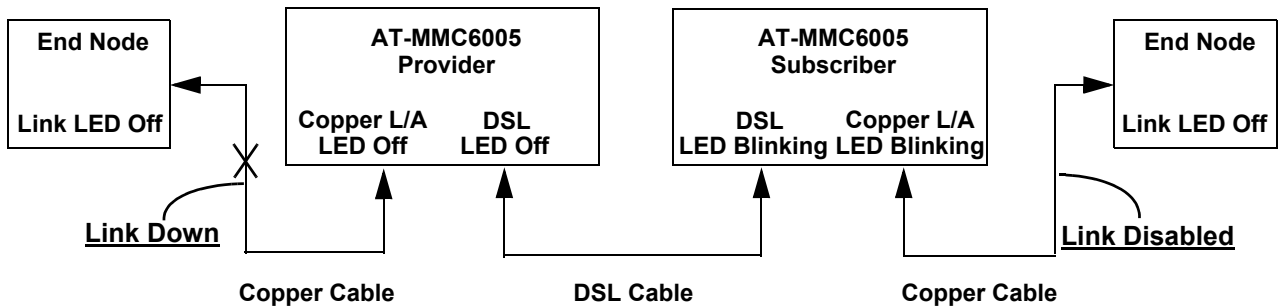 End Node
Link LED Off
AT-MMC6005
Provider
Copper L/A
LED Off
DSL
LED Off
AT-MMC6005
Subscriber
DSL
LED Blinking
Copper L/A
LED Blinking
End Node
Link LED Off
Link Down
Link Disabled
Copper Cable
DSL Cable
Copper Cable